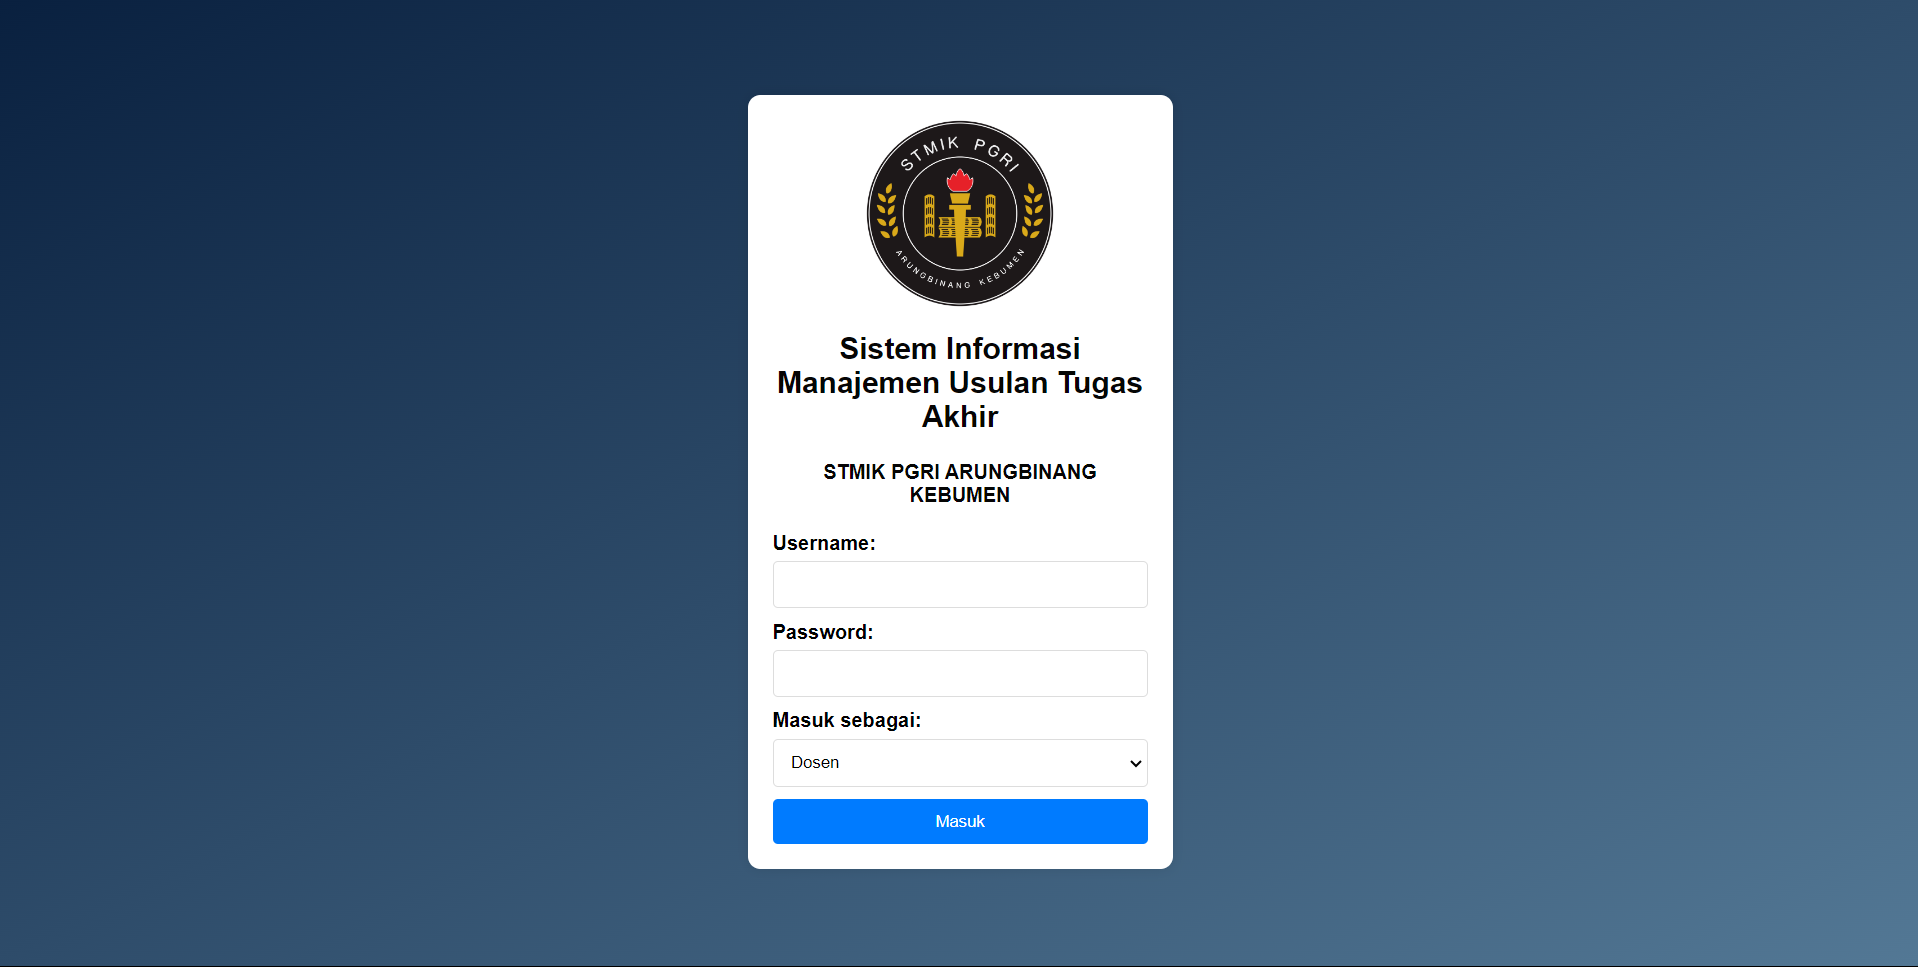 STMIK PGRI
ARUNGBINANG KEBUMEN
Sistem Informasi
Manajemen Usulan Tugas
Akhir
STMIK PGRI ARUNGBINANG
KEBUMEN
Username:
Password:
Masuk sebagai:
Dosen
Masuk